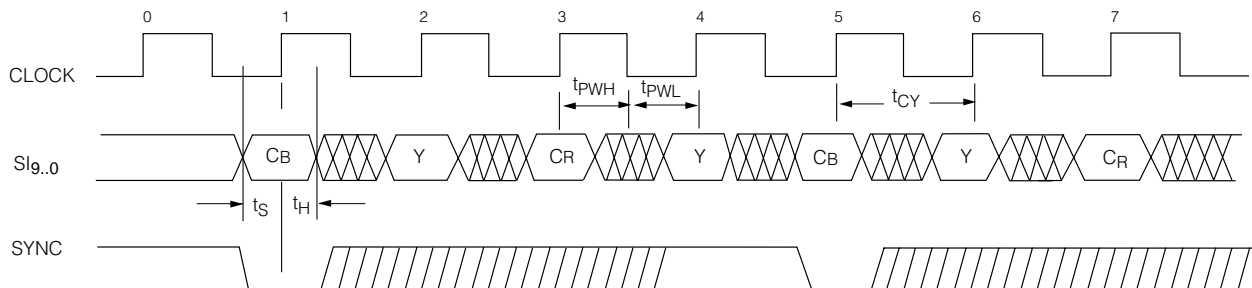 0 1 2 3 4 5 6 7
CLOCK
tPWH tPWL tCY
SI9..0 CB Y CR Y CB Y CR
tS tH
SYNC